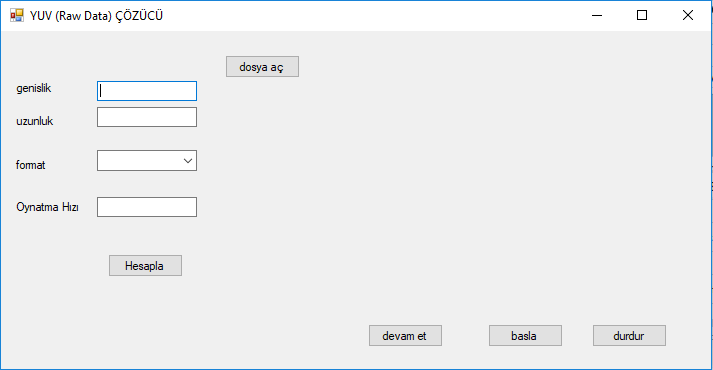 YUV (Raw Data) ÇÖZÜCÜ
dosya aç
genislik
uzunluk
format
Oynatma Hızı
Hesapla
devam et
basla
durdur